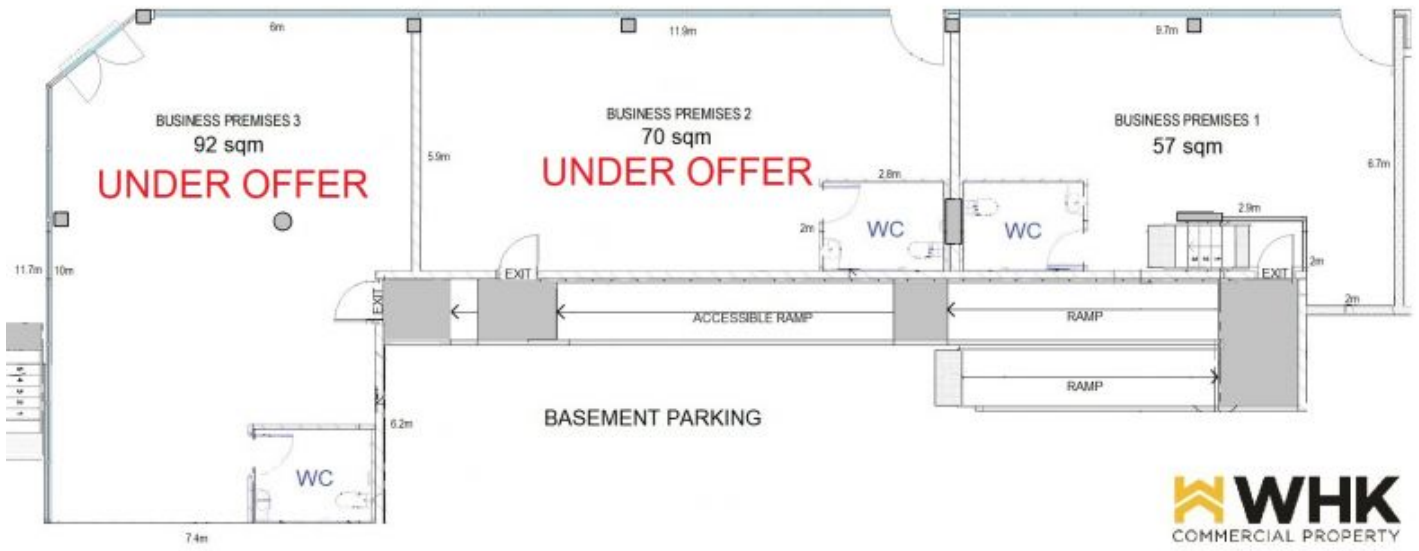 6m
11.9m
9.7m
BUSINESS PREMISES 3
92 sqm
UNDER OFFER
BUSINESS PREMISES 2
70 sqm
UNDER OFFER
BUSINESS PREMISES 1
57 sqm
5.9m
6.7m
2.8m
2m
WC
WC
2.9m
2m
2m
11.7m
10m
EXIT
EXIT
EXIT
ACCESSIBLE RAMP
RAMP
RAMP
BASEMENT PARKING
6.2m
WC
7.4m
WHK
COMMERCIAL PROPERTY